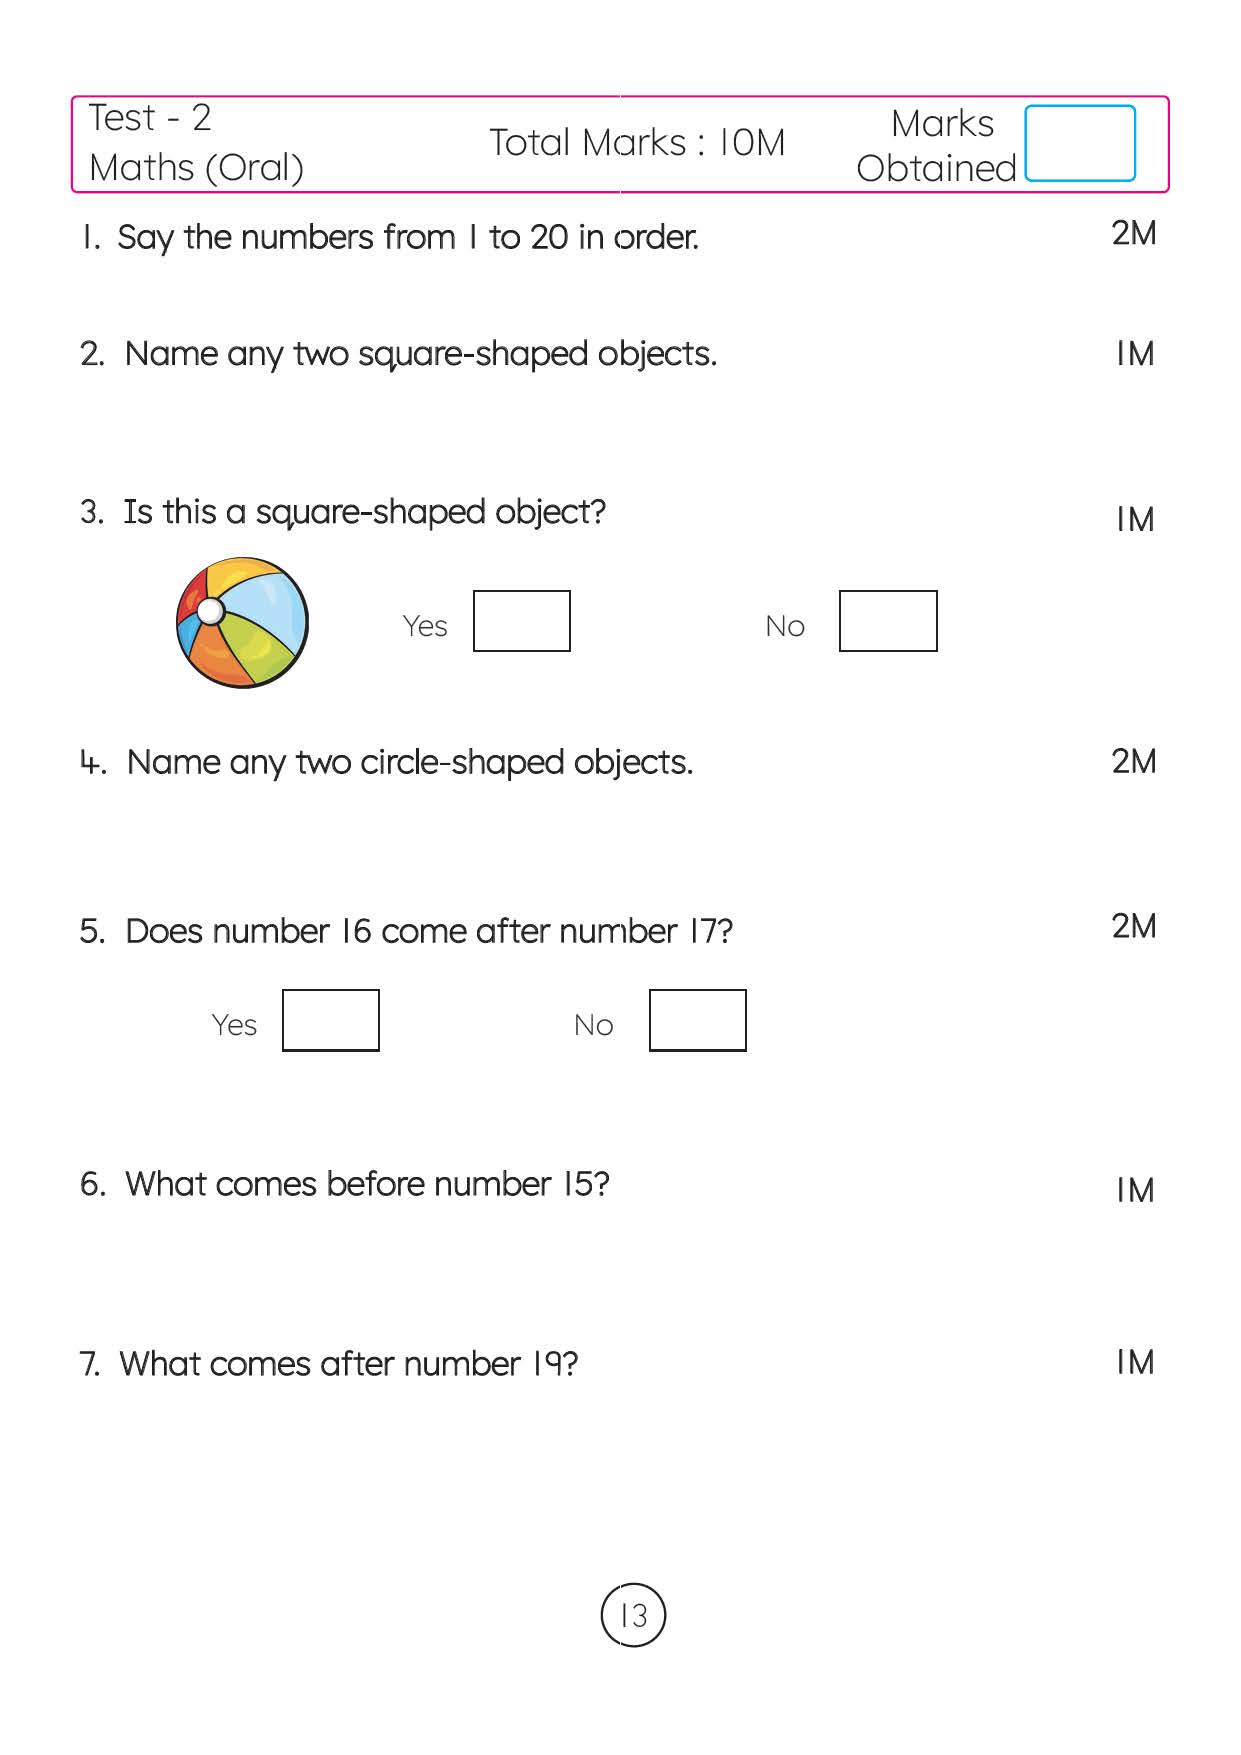 Test - 2
Maths (Oral)
Total Marks : 10M
Marks
Obtained
1. Say the numbers from 1 to 20 in order.
2M
2. Name any two square-shaped objects.
1M
3. Is this a square-shaped object?
1M
Yes
No
4. Name any two circle-shaped objects.
2M
5. Does number 16 come after number 17?
2M
Yes
No
6. What comes before number 15?
1M
7. What comes after number 19?
1M
13